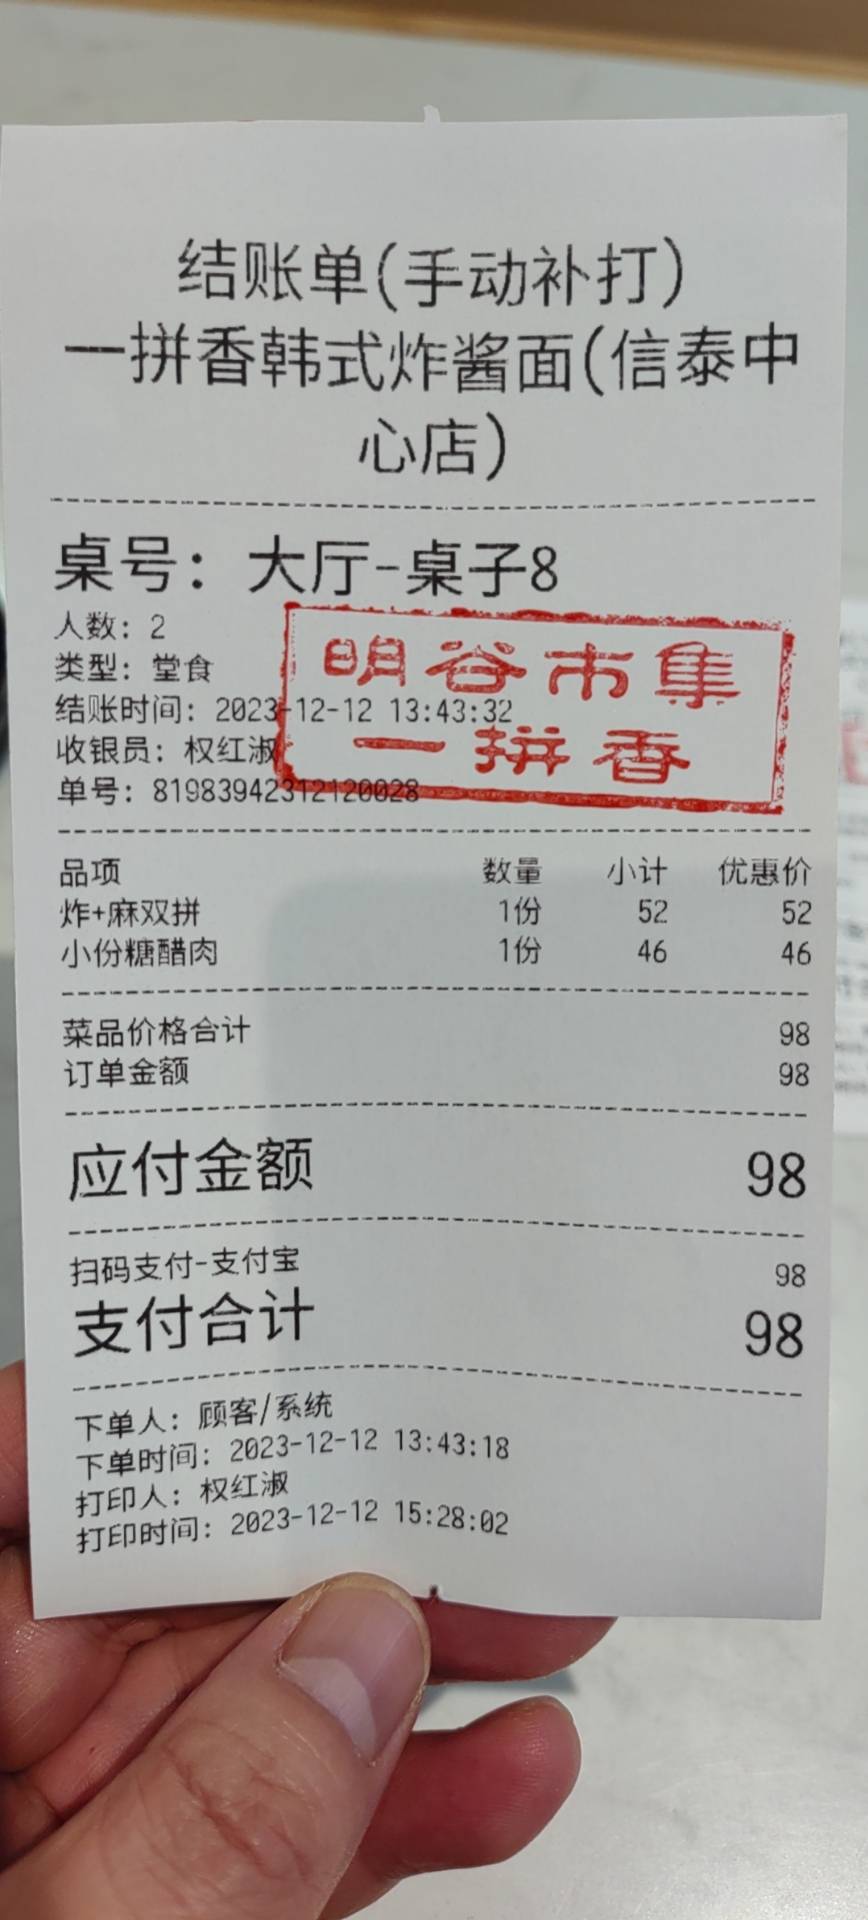 结账单(手动补打)
一拼香韩式炸酱面(信泰中
心店)
桌号：大厅-桌子8
人数：2
类型：堂食
结账时间：2023-12-12 13:43:32
收银员：权红淑
单号：819839423121200​28
明谷市集
一拼香
品项 数量 小计 优惠价
炸+麻双拼 1份 52 52
小份糖醋肉 1份 46 46
菜品价格合计 98
订单金额 98
应付金额 98
扫码支付-支付宝 98
支付合计 98
下单人：顾客/系统
下单时间：2023-12-12 13:43:18
打印人：权红淑
打印时间：2023-12-12 15:28:02